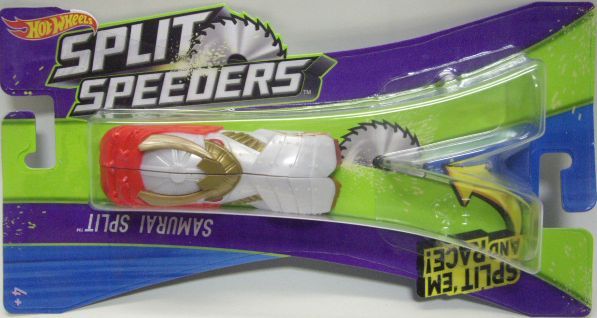 Hot Wheels
SPLIT
SPEEDERS™
SAMURAI SPLIT™
SPLIT 'EM
AND RACE!
4+